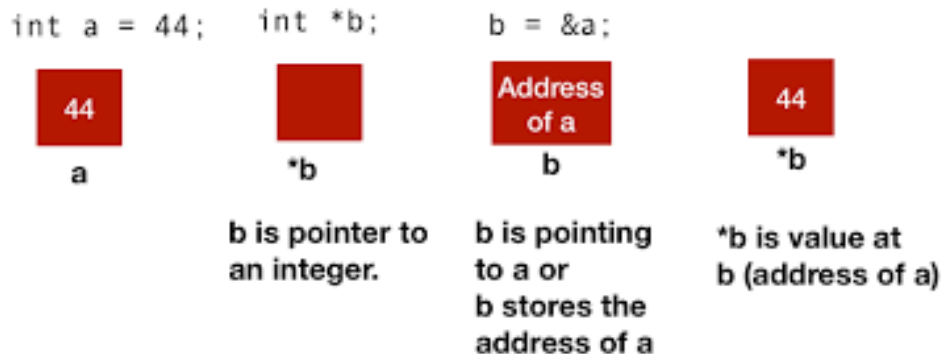 int a = 44;
int *b;
b = &a;
44
Address
of a
44
a
*b
b
*b
b is pointer to
an integer.
b is pointing
to a or
b stores the
address of a
*b is value at
b (address of a)